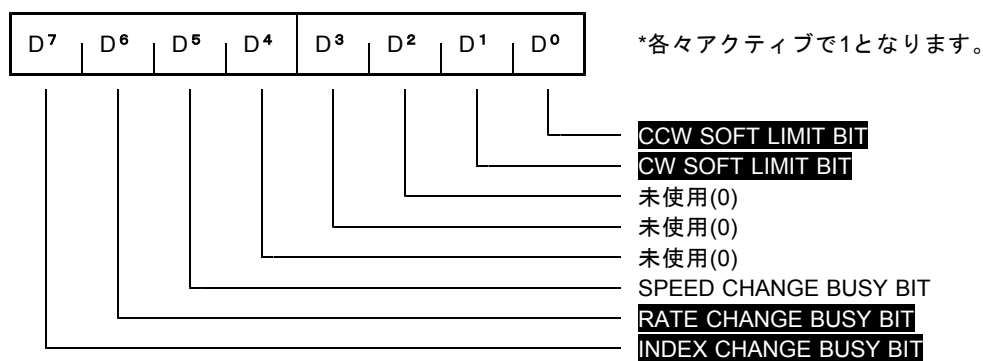 D7 D6 D5 D4 D3 D2 D1 D0 *各々アクティブで1となります。
CCW SOFT LIMIT BIT
CW SOFT LIMIT BIT
未使用(0)
未使用(0)
未使用(0)
SPEED CHANGE BUSY BIT
RATE CHANGE BUSY BIT
INDEX CHANGE BUSY BIT